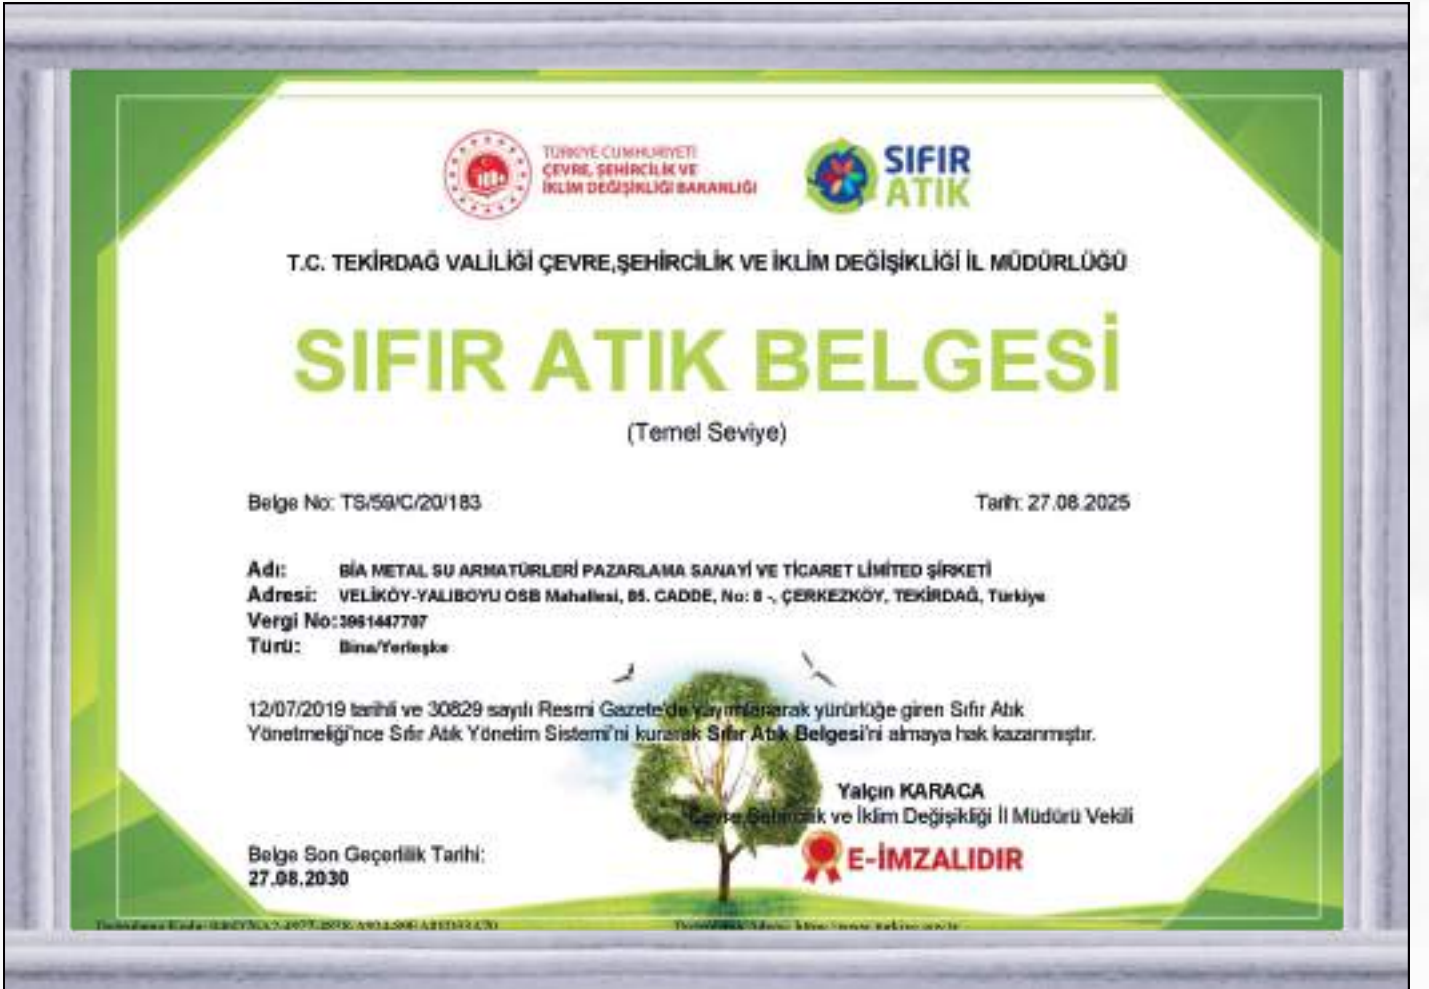 TÜRKİYE CUMHURİYETİ
ÇEVRE, ŞEHİRCİLİK VE
İKLİM DEĞİŞİKLİĞİ BAKANLIĞI
SIFIR
ATIK
T.C. TEKİRDAĞ VALİLİĞİ ÇEVRE,ŞEHİRCİLİK VE İKLİM DEĞİŞİKLİĞİ İL MÜDÜRLÜĞÜ
SIFIR ATIK BELGESİ
(Temel Seviye)
Belge No: TS/59/C/20/183 Tarih: 27.08.2025
Adı: BİA METAL SU ARMATÜRLERİ PAZARLAMA SANAYİ VE TİCARET LİMİTED ŞİRKETİ
Adresi: VELİKÖY-YALIBOYU OSB Mahallesi, CADDE, No: 8 -, ÇERKEZKÖY, TEKİRDAĞ, Türkiye
Vergi No: 3961447707
Türü: Bina/Yerleşke
12/07/2019 tarihli ve 30829 sayılı Resmi Gazete'de yayımlanarak yürürlüğe giren Sıfır Atık
Yönetmeliği'nce Sıfır Atık Yönetim Sistemi'ni kurarak Sıfır Atık Belgesi'ni almaya hak kazanmıştır.
Yalçın KARACA
Çevre,Şehircilik ve İklim Değişikliği İl Müdürü Vekili
E-İMZALIDIR
Belge Son Geçerlilik Tarihi:
27.08.2030